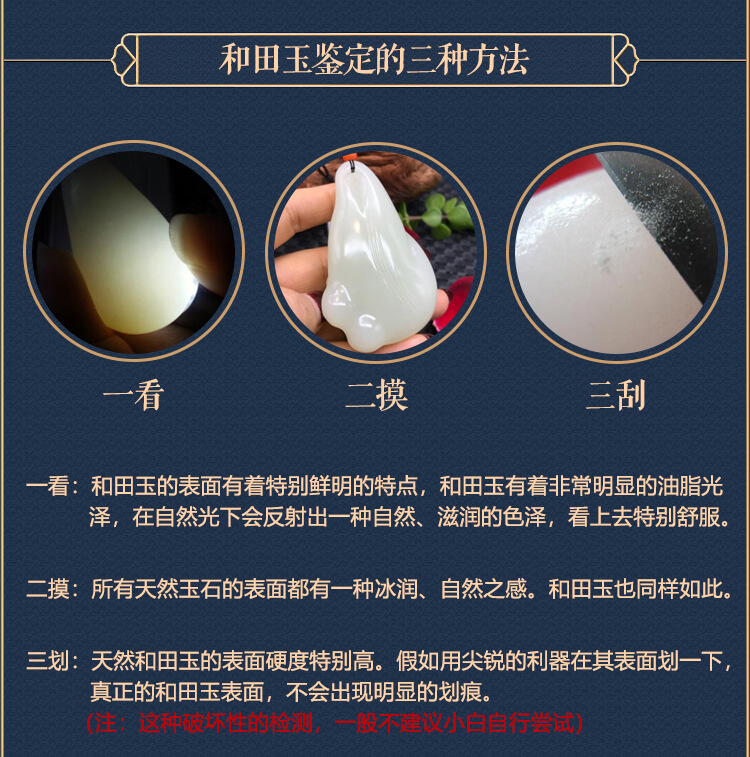 和田玉鉴定的三种方法
一看
二摸
三刮
一看：和田玉的表面有着特别鲜明的特点，和田玉有着非常明显的油脂光
泽，在自然光下会反射出一种自然、滋润的色泽，看上去特别舒服。
二摸：所有天然玉石的表面都有一种冰润、自然之感。和田玉也同样如此。
三划：天然和田玉的表面硬度特别高。假如用尖锐的利器在其表面划一下，
真正的和田玉表面，不会出现明显的划痕。
（注：这种破坏性的检测，一般不建议小白自行尝试）